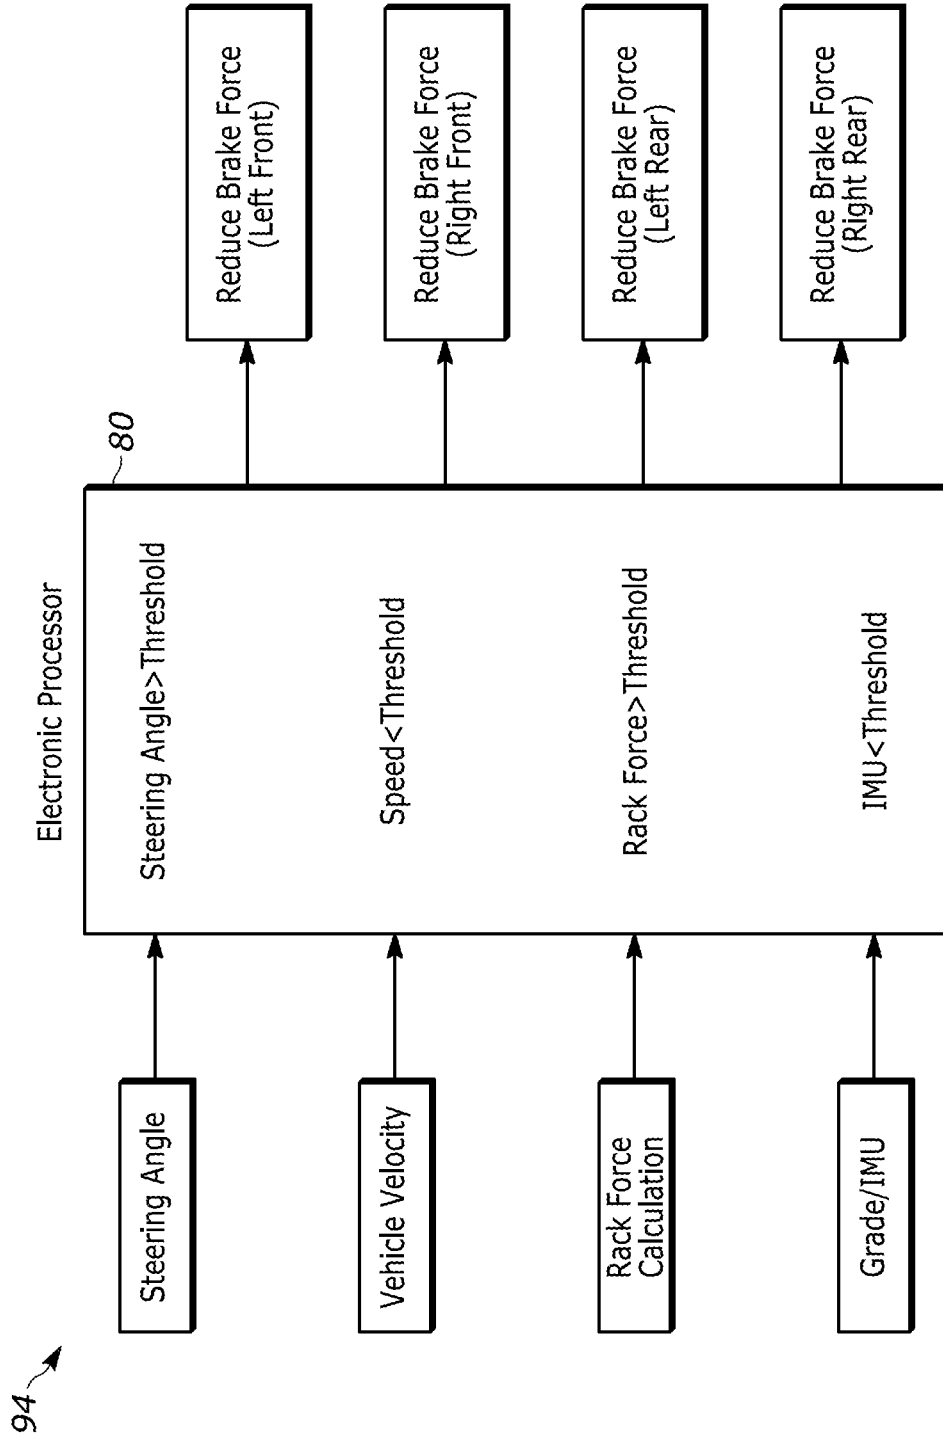 94
Steering Angle
Vehicle Velocity
Rack Force
Calculation
Grade/IMU
Electronic Processor
80
Steering Angle>Threshold
Speed<Threshold
Rack Force>Threshold
IMU<Threshold
Reduce Brake Force
(Left Front)
Reduce Brake Force
(Right Front)
Reduce Brake Force
(Left Rear)
Reduce Brake Force
(Right Rear)